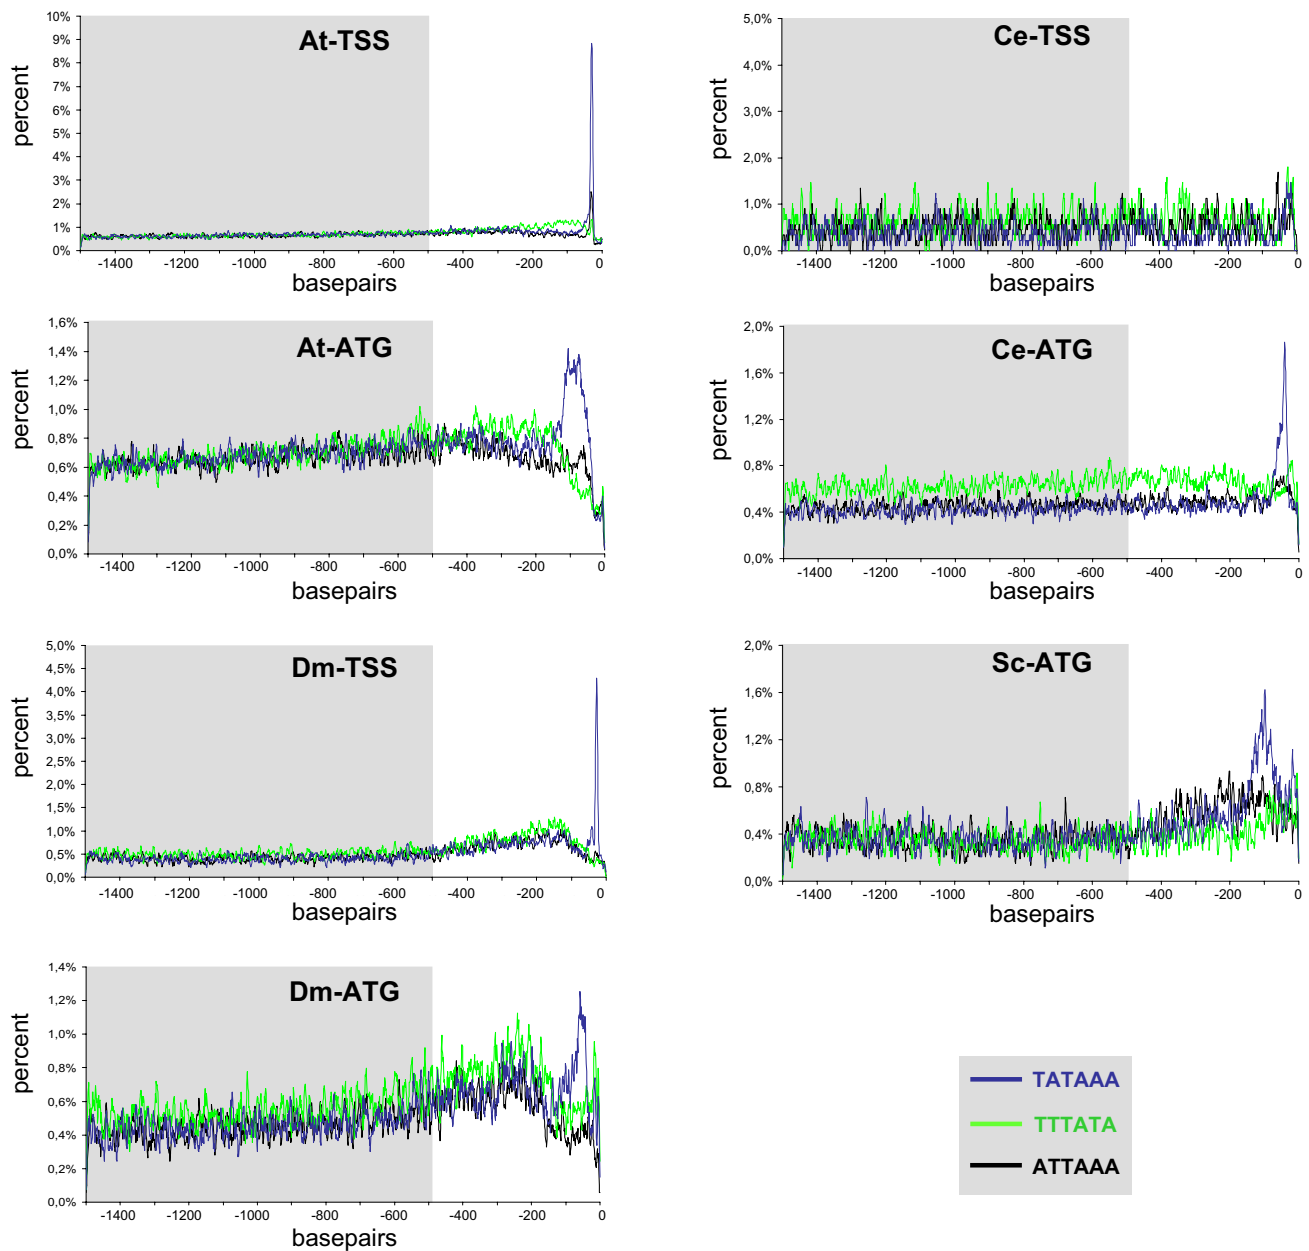 At-TSS
percent
10%
9%
8%
7%
6%
5%
4%
3%
2%
1%
0%
-1400 -1200 -1000 -800 -600 -400 -200 0
basepairs
Ce-TSS
percent
5,0%
4,0%
3,0%
2,0%
1,0%
0,0%
-1400 -1200 -1000 -800 -600 -400 -200 0
basepairs
At-ATG
percent
1,6%
1,4%
1,2%
1,0%
0,8%
0,6%
0,4%
0,2%
0,0%
-1400 -1200 -1000 -800 -600 -400 -200 0
basepairs
Ce-ATG
percent
2,0%
1,6%
1,2%
0,8%
0,4%
0,0%
-1400 -1200 -1000 -800 -600 -400 -200 0
basepairs
Dm-TSS
percent
5,0%
4,5%
4,0%
3,5%
3,0%
2,5%
2,0%
1,5%
1,0%
0,5%
0,0%
-1400 -1200 -1000 -800 -600 -400 -200 0
basepairs
Sc-ATG
percent
2,0%
1,6%
1,2%
0,8%
0,4%
0,0%
-1400 -1200 -1000 -800 -600 -400 -200 0
basepairs
Dm-ATG
percent
1,4%
1,2%
1,0%
0,8%
0,6%
0,4%
0,2%
0,0%
-1400 -1200 -1000 -800 -600 -400 -200 0
basepairs
TATAAA
TTTATA
ATTAAA